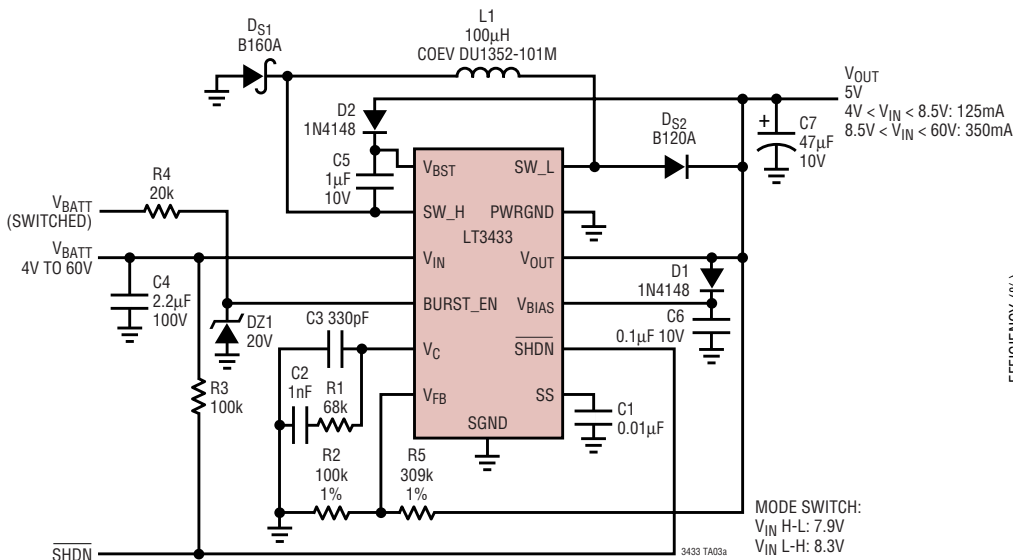 DS1
B160A
L1
100µH
COEV DU1352-101M
D2
1N4148
C5
1µF
10V
DS2
B120A
VOUT
5V
4V < VIN < 8.5V: 125mA
8.5V < VIN < 60V: 350mA
+
C7
47µF
10V
R4
20k
VBATT
(SWITCHED)
VBATT
4V TO 60V
C4
2.2µF
100V
DZ1
20V
R3
100k
VBST
SW_H
VIN
BURST_EN
VC
VFB
SGND
LT3433
SW_L
PWRGND
VOUT
VBIAS
SHDN
SS
D1
1N4148
C6
0.1µF 10V
C1
0.01µF
C3 330pF
C2
1nF
R1
68k
R2
100k
1%
R5
309k
1%
MODE SWITCH:
VIN H-L: 7.9V
VIN L-H: 8.3V
3433 TA03a
SHDN
EFFICIENCY (%)